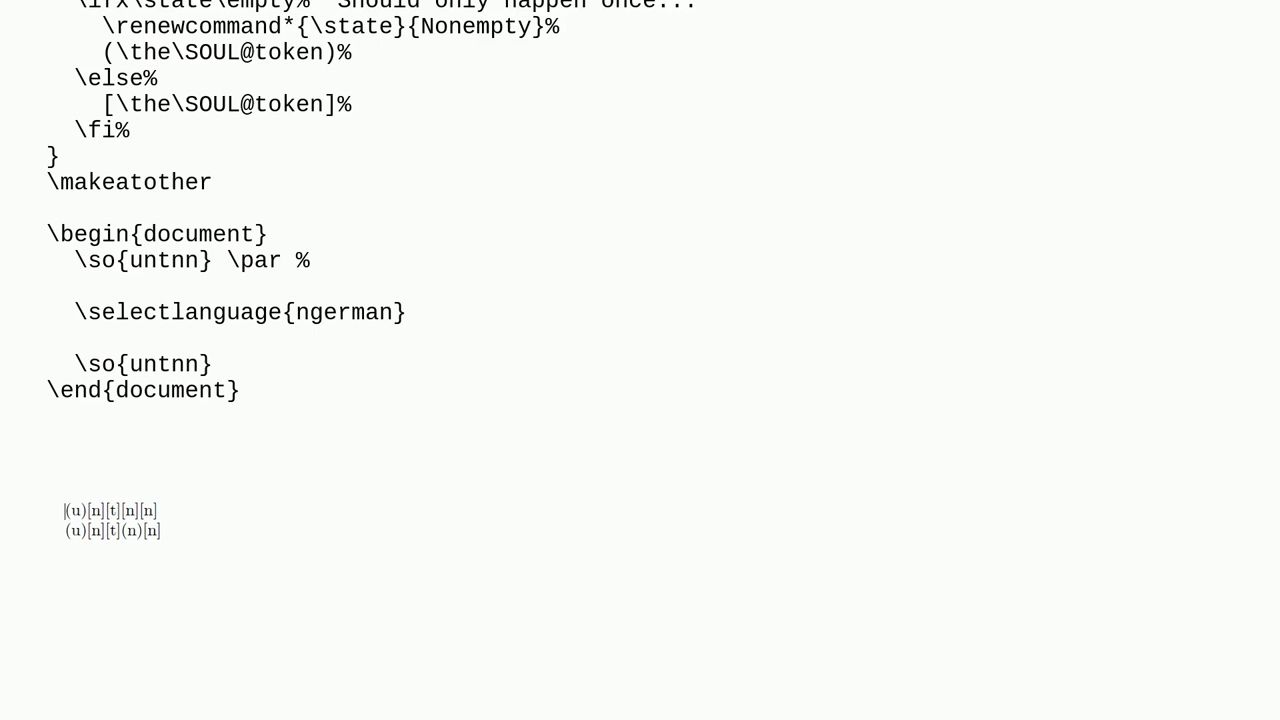 \ifx\state\empty%  Should only happen once...
\renewcommand*{\state}{Nonempty}%
(\the\SOUL@token)%
\else%
[\the\SOUL@token]%
\fi%
}
\makeatother
\begin{document}
\so{untnn} \par %
\selectlanguage{ngerman}
\so{untnn}
\end{document}
(u)[n][t][n][n]
(u)[n][t](n)[n]